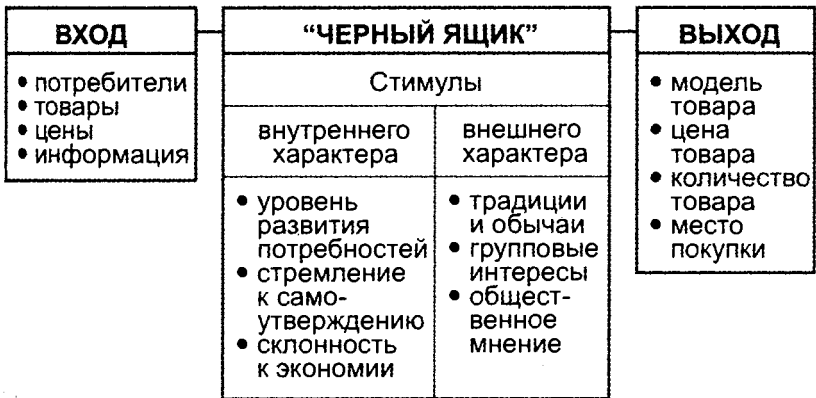 ВХОД
• потребители
• товары
• цены
• информация
“ЧЕРНЫЙ ЯЩИК”
Стимулы
внутреннего
характера
• уровень
развития
потребностей
• стремление
к само-
утверждению
• склонность
к экономии
внешнего
характера
• традиции
и обычаи
• групповые
интересы
• общест-
венное
мнение
ВЫХОД
• модель
товара
• цена
товара
• количество
товара
• место
покупки